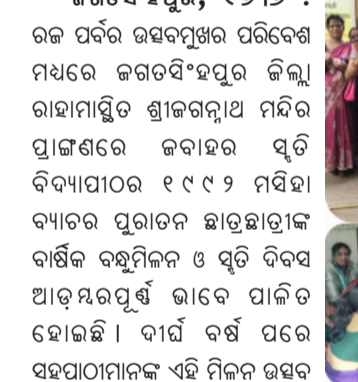 ରଜ ପର୍ବର ଉତ୍ସବମୁଖର ପରିବେଶ
ମଧ୍ୟରେ ଜଗତସିଂହପୁର ଜିଲ୍ଲା
ରାହାମାସ୍ଥିତ ଶ୍ରୀଜଗନ୍ନାଥ ମନ୍ଦିର
ପ୍ରାଙ୍ଗଣରେ ଜବାହର ସ୍ମୃତି
ବିଦ୍ୟାପୀଠର ୧୯୯୨ ମସିହା
ବ୍ୟାଚର ପୁରାତନ ଛାତ୍ରଛାତ୍ରୀଙ୍କ
ବାର୍ଷିକ ବନ୍ଧୁମିଳନ ଓ ସ୍ମୃତି ଦିବସ
ଆଡ଼ମ୍ବରପୂର୍ଣ୍ଣ ଭାବେ ପାଳିତ
ହୋଇଛି। ଦୀର୍ଘ ବର୍ଷ ପରେ
ସହପାଠୀମାନଙ୍କ ଏହି ମିଳନ ଉତ୍ସବ